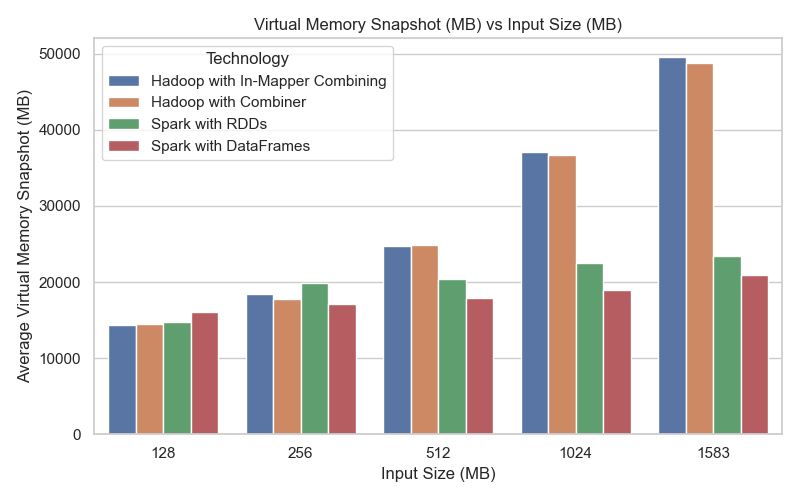 Virtual Memory Snapshot (MB) vs Input Size (MB)
Technology
Hadoop with In-Mapper Combining
Hadoop with Combiner
Spark with RDDs
Spark with DataFrames
Average Virtual Memory Snapshot (MB)
50000
40000
30000
20000
10000
0
128 256 512 1024 1583
Input Size (MB)